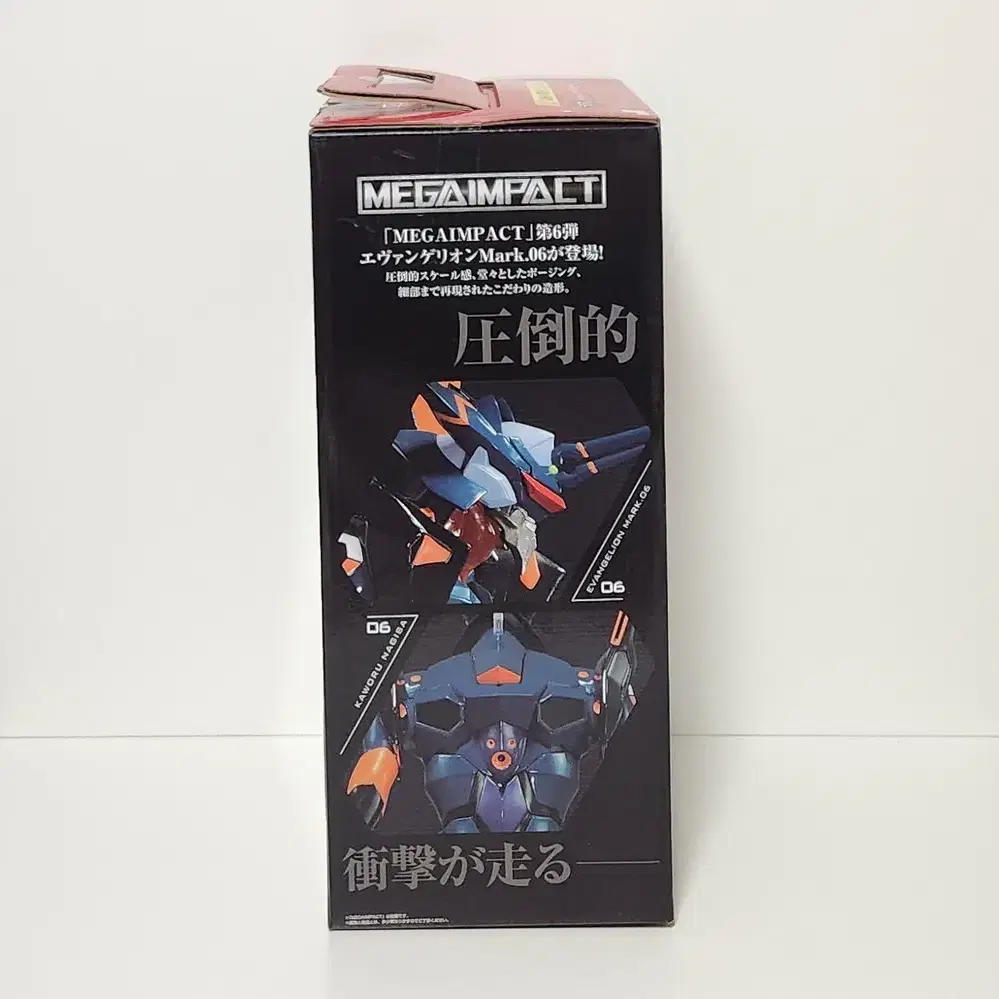 MEGAIMPACT
「MEGAIMPACT」第6弾
エヴァンゲリオンMark.06が登場!
圧倒的スケール感、堂々としたポージング、
細部まで再現されたこだわりの造形。
圧倒的
EVANGELION MARK.06
06
06
KAWORU NAGISA
衝撃が走る——